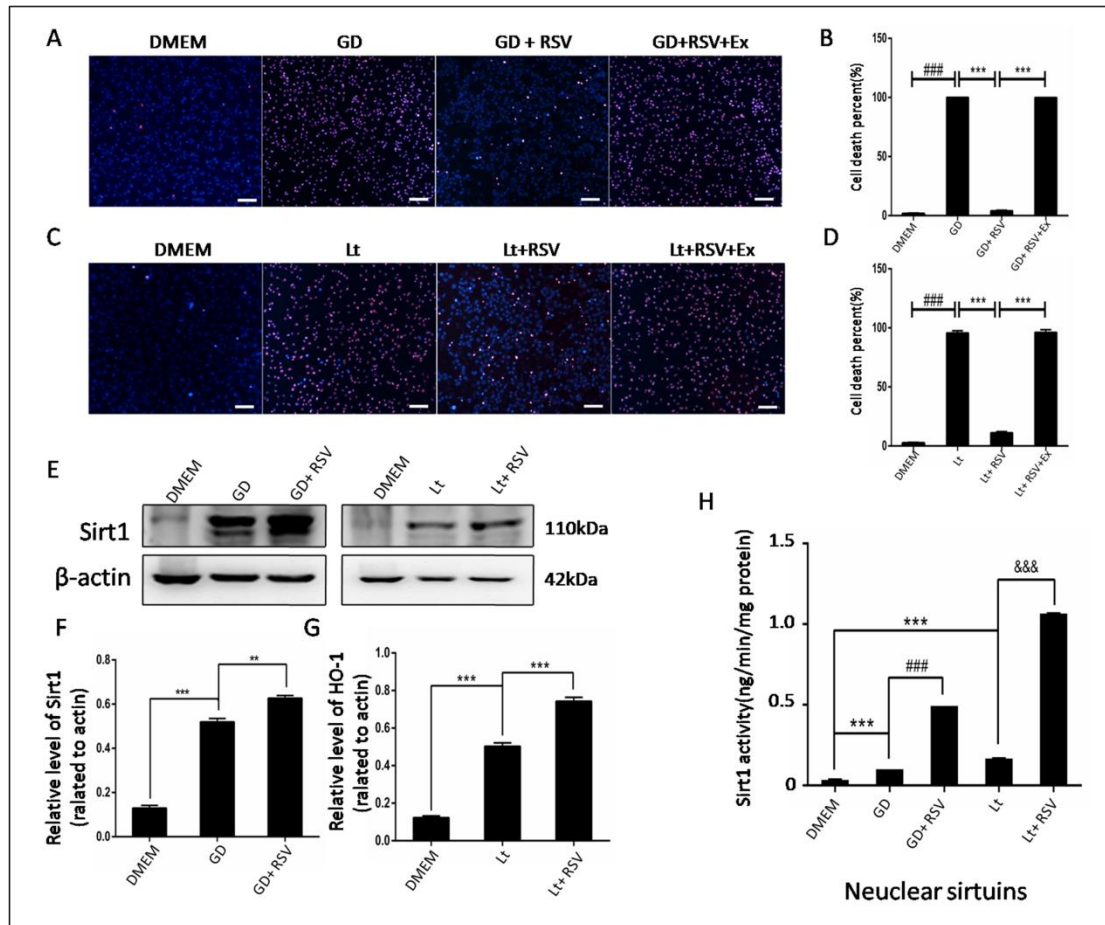 A
DMEM GD GD + RSV GD+RSV+Ex
B
### *** ***
Cell death percent(%)
150
100
50
0
DMEM GD GD+ RSV GD+ RSV+Ex
C
DMEM Lt Lt+RSV Lt+RSV+Ex
D
### *** ***
Cell death percent(%)
150
100
50
0
DMEM Lt Lt+ RSV Lt+ RSV+Ex
E
DMEM GD GD+ RSV DMEM Lt Lt+ RSV
Sirt1 110kDa
β-actin 42kDa
F
Relative level of Sirt1
(ralated to actin)
0.8
0.6
0.4
0.2
0.0
*** **
DMEM GD GD+ RSV
G
Relative level of HO-1
(ralated to actin)
1.0
0.8
0.6
0.4
0.2
0.0
*** ***
DMEM Lt Lt+ RSV
H
Sirt1 activity(ng/min/mg protein)
1.5
1.0
0.5
0
*** ### *** &&&
DMEM GD GD+ RSV Lt Lt+ RSV
Neuclear sirtuins